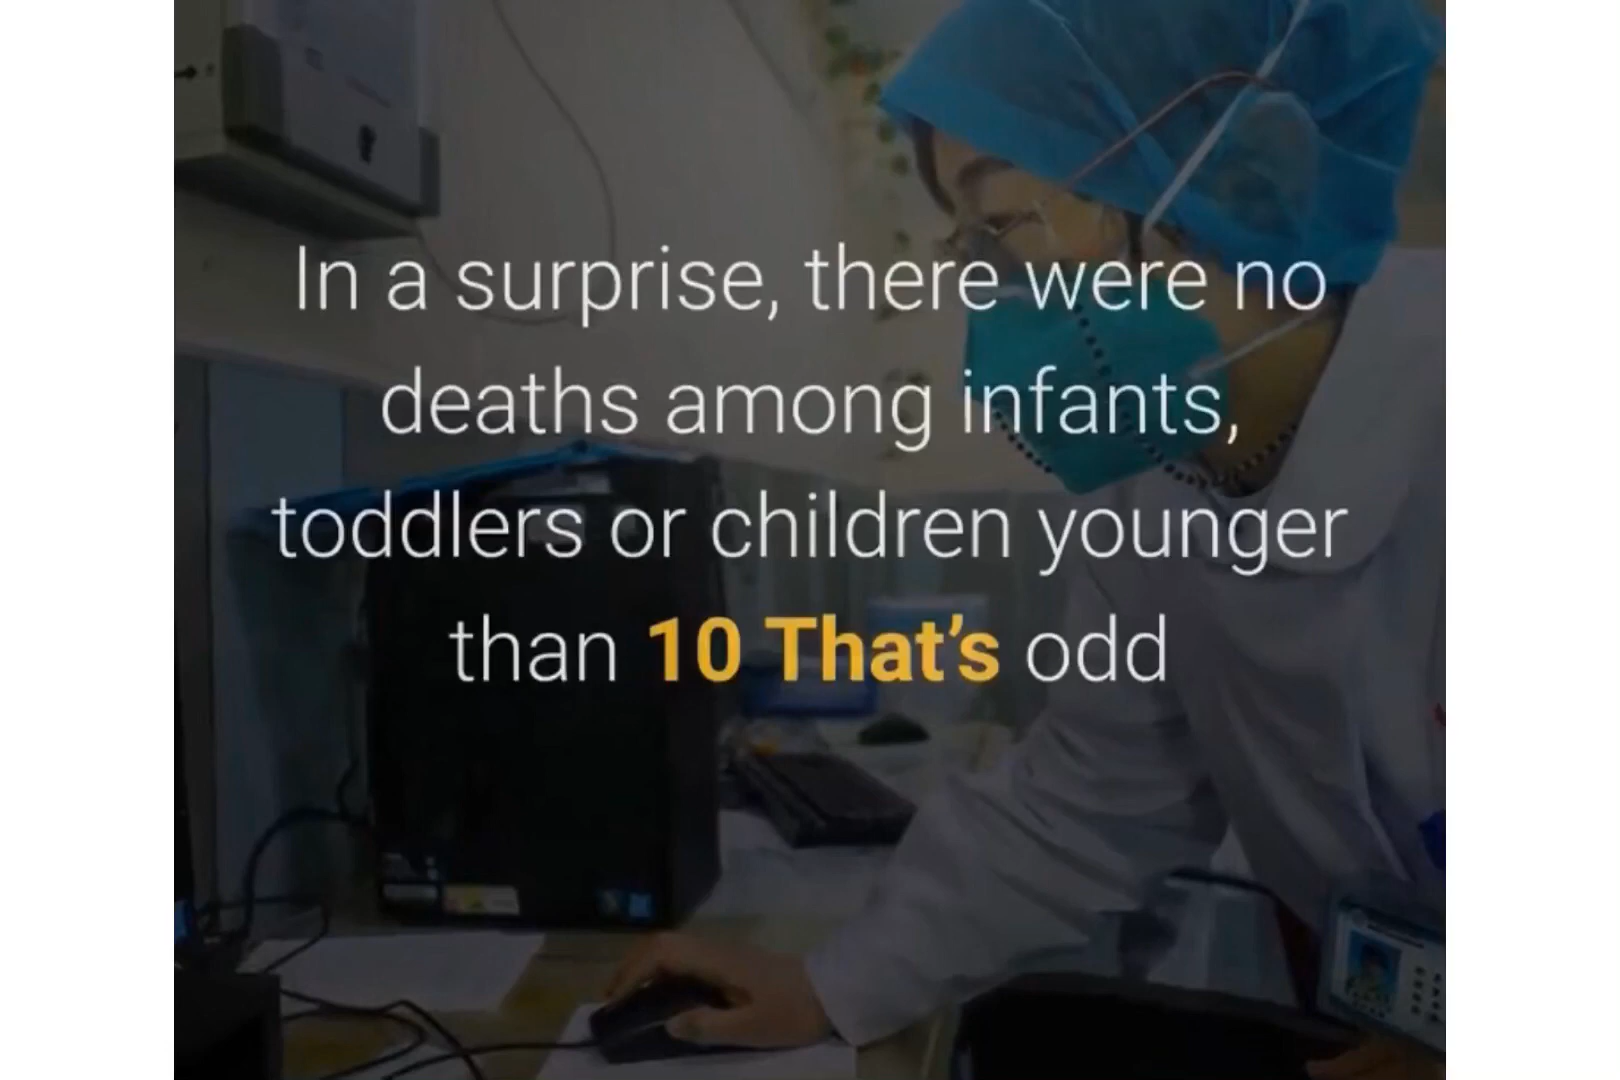 In a surprise, there were no
deaths among infants,
toddlers or children younger
than 10 That’s odd